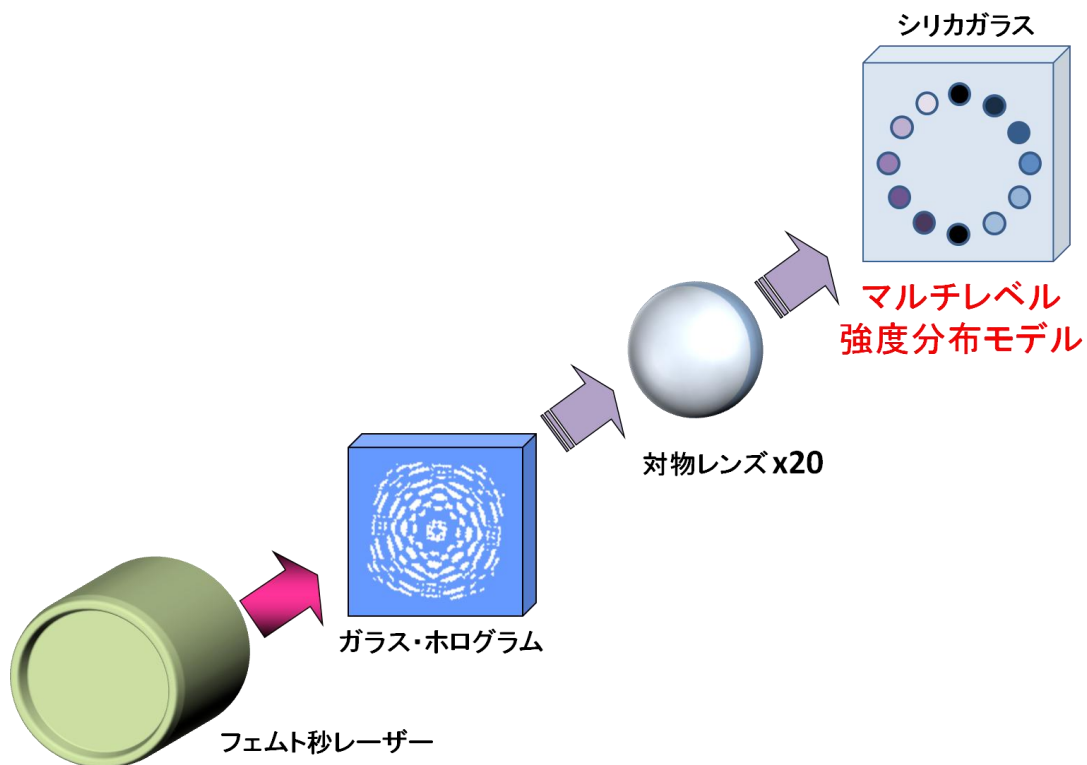 シリカガラス
マルチレベル
強度分布モデル
対物レンズx20
ガラス・ホログラム
フェムト秒レーザー